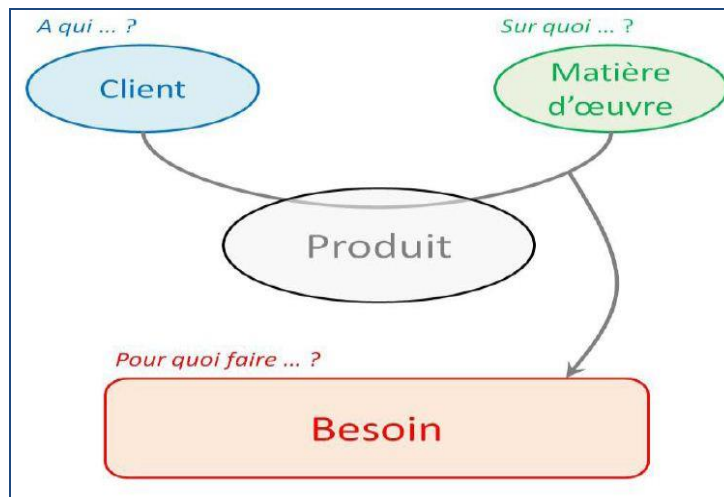 A qui ... ?
Sur quoi ... ?
Client
Matière
d'œuvre
Produit
Pour quoi faire ... ?
Besoin